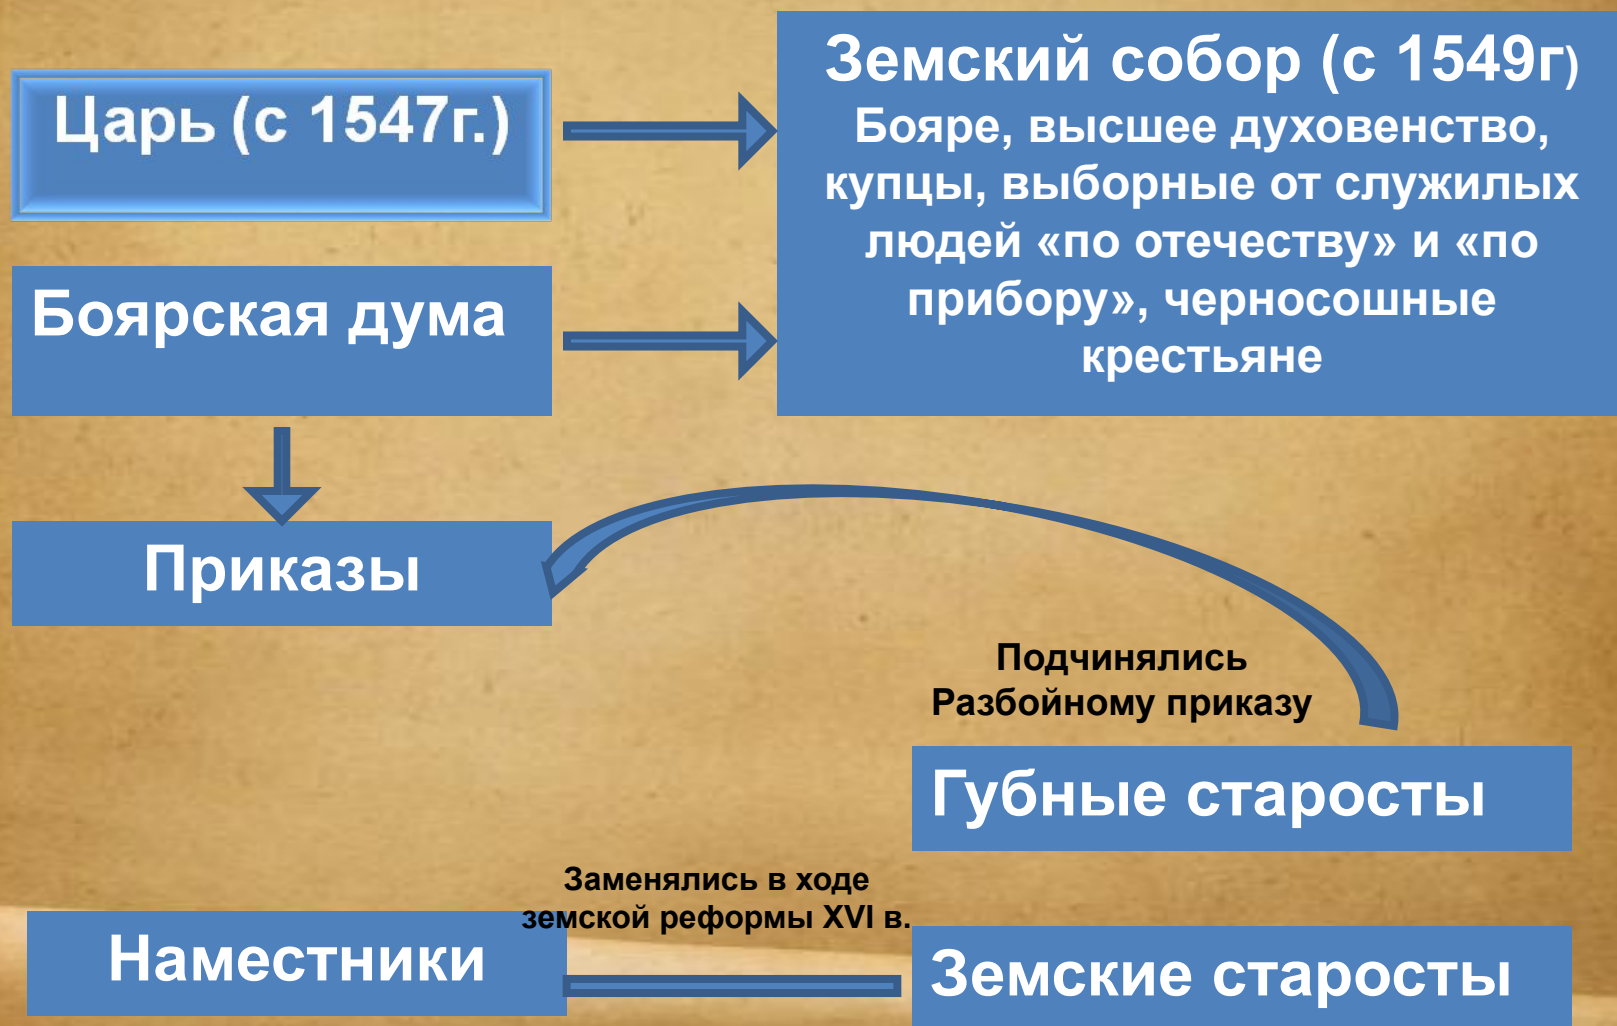 Царь (с 1547г.)
Земский собор (с 1549г)
Бояре, высшее духовенство,
купцы, выборные от служилых
людей «по отечеству» и «по
прибору», черносошные
крестьяне
Боярская дума
Приказы
Подчинялись
Разбойному приказу
Губные старосты
Заменялись в ходе
земской реформы XVI в.
Наместники
Земские старосты